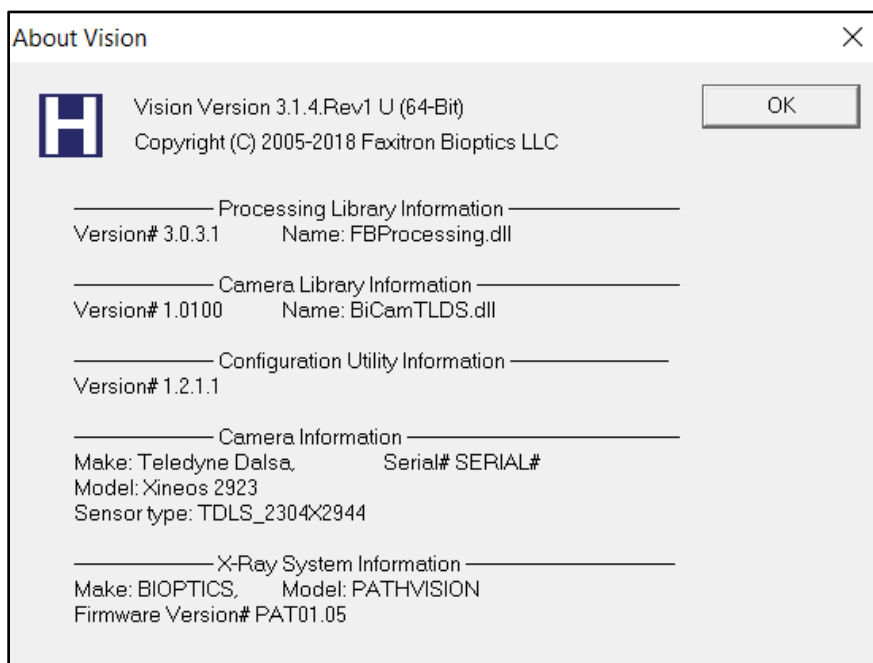 About Vision
Vision Version 3.1.4.Rev1 U (64-Bit)
OK
Copyright (C) 2005-2018 Faxitron Bioptics LLC
Processing Library Information
Version# 3.0.3.1 Name: FBProcessing.dll
Camera Library Information
Version# 1.0100 Name: BiCamTLDS.dll
Configuration Utility Information
Version# 1.2.1.1
Camera Information
Make: Teledyne Dalsa, Serial# SERIAL#
Model: Xineos 2923
Sensor type: TDLS_2304X2944
X-Ray System Information
Make: BIOPTICS, Model: PATHVISION
Firmware Version# PAT01.05